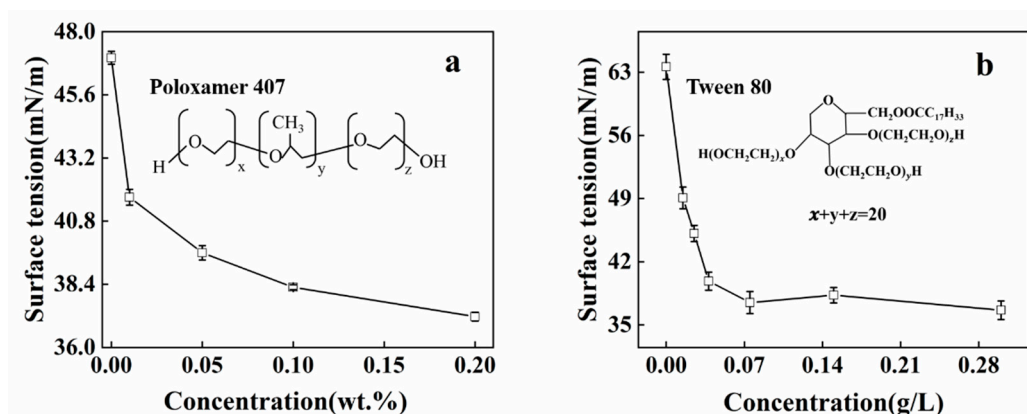 48.0
45.6
43.2
40.8
38.4
36.0
Surface tension(mN/m)
a
Poloxamer 407
H
O
x
CH₃
O
y
O
z
OH
0.00 0.05 0.10 0.15 0.20
Concentration(wt.%)
63
56
49
42
35
Surface tension(mN/m)
b
Tween 80
O
CH₂OOCC₁₇H₃₃
O(CH₂CH₂O)zH
H(OCH₂CH₂)xO
O(CH₂CH₂O)yH
x+y+z=20
0.00 0.07 0.14 0.21 0.28
Concentration(g/L)